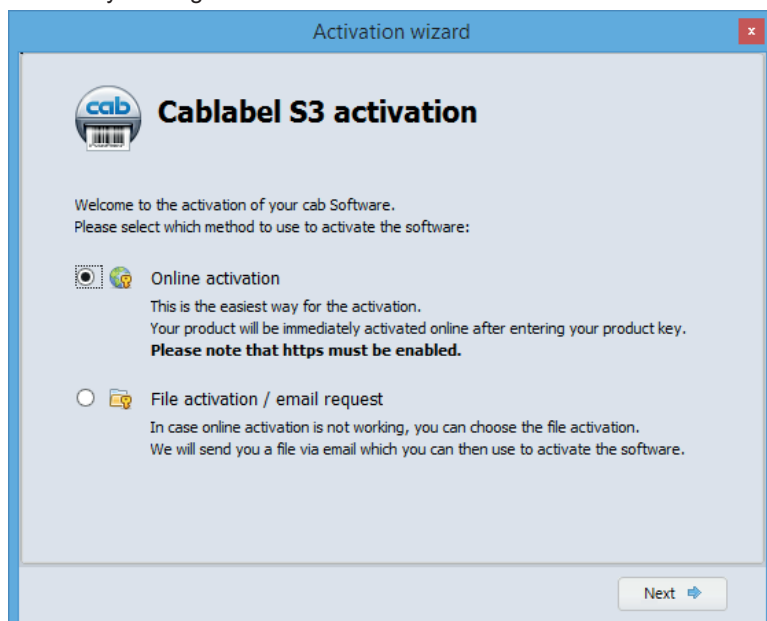 Activation wizard
x
cab
Cablabel S3 activation
Welcome to the activation of your cab Software.
Please select which method to use to activate the software:
Online activation
This is the easiest way for the activation.
Your product will be immediately activated online after entering your product key.
Please note that https must be enabled.
File activation / email request
In case online activation is not working, you can choose the file activation.
We will send you a file via email which you can then use to activate the software.
Next